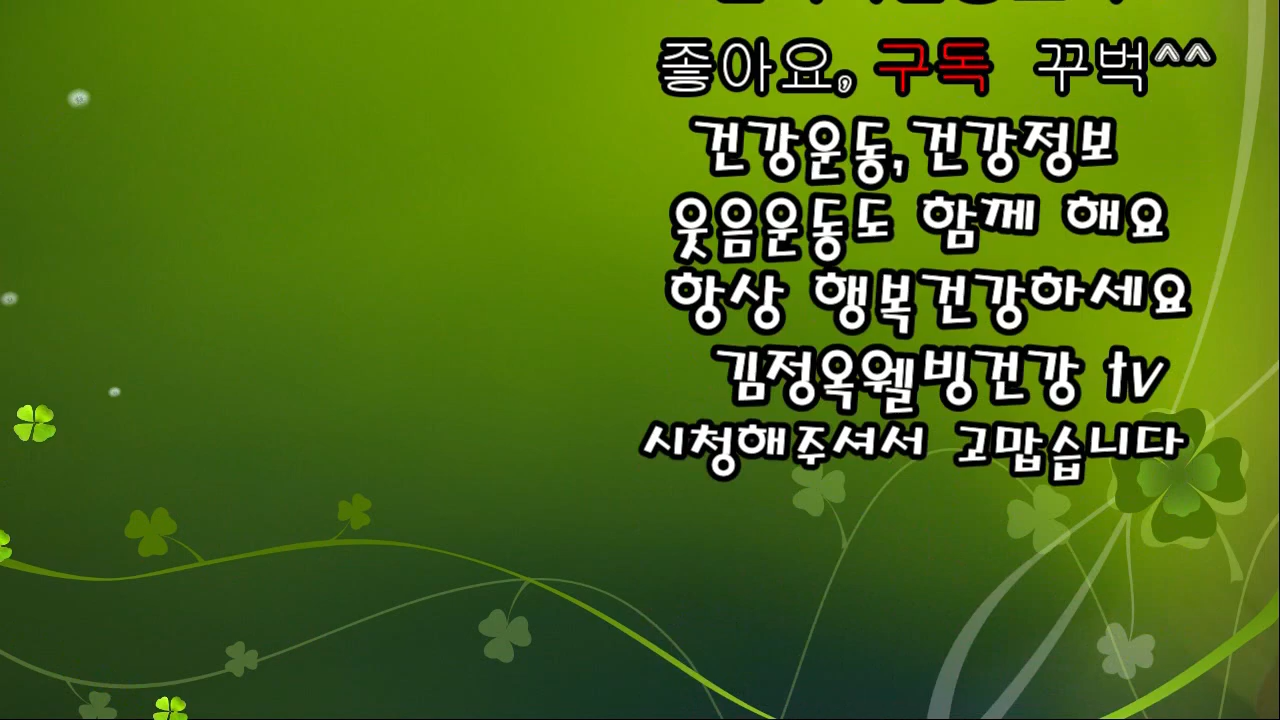 좋아요, 구독 꾸벅^^
건강운동,건강정보
웃음운동도 함께 해요
항상 행복건강하세요
김정옥웰빙건강 tv
시청해주셔서 고맙습니다